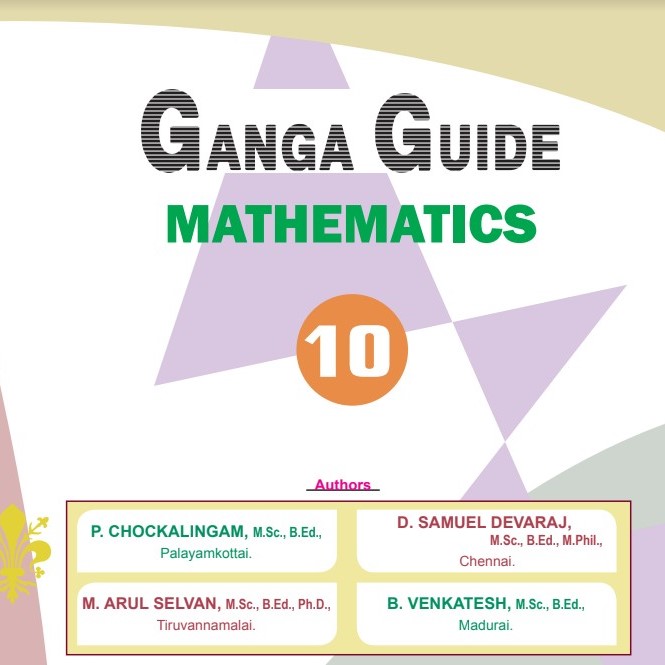 GANGA GUIDE
MATHEMATICS
10
Authors
P. CHOCKALINGAM, M.Sc., B.Ed.,
Palayamkottai.
D. SAMUEL DEVARAJ,
M.Sc., B.Ed., M.Phil.,
Chennai.
M. ARUL SELVAN, M.Sc., B.Ed., Ph.D.,
Tiruvannamalai.
B. VENKATESH, M.Sc., B.Ed.,
Madurai.